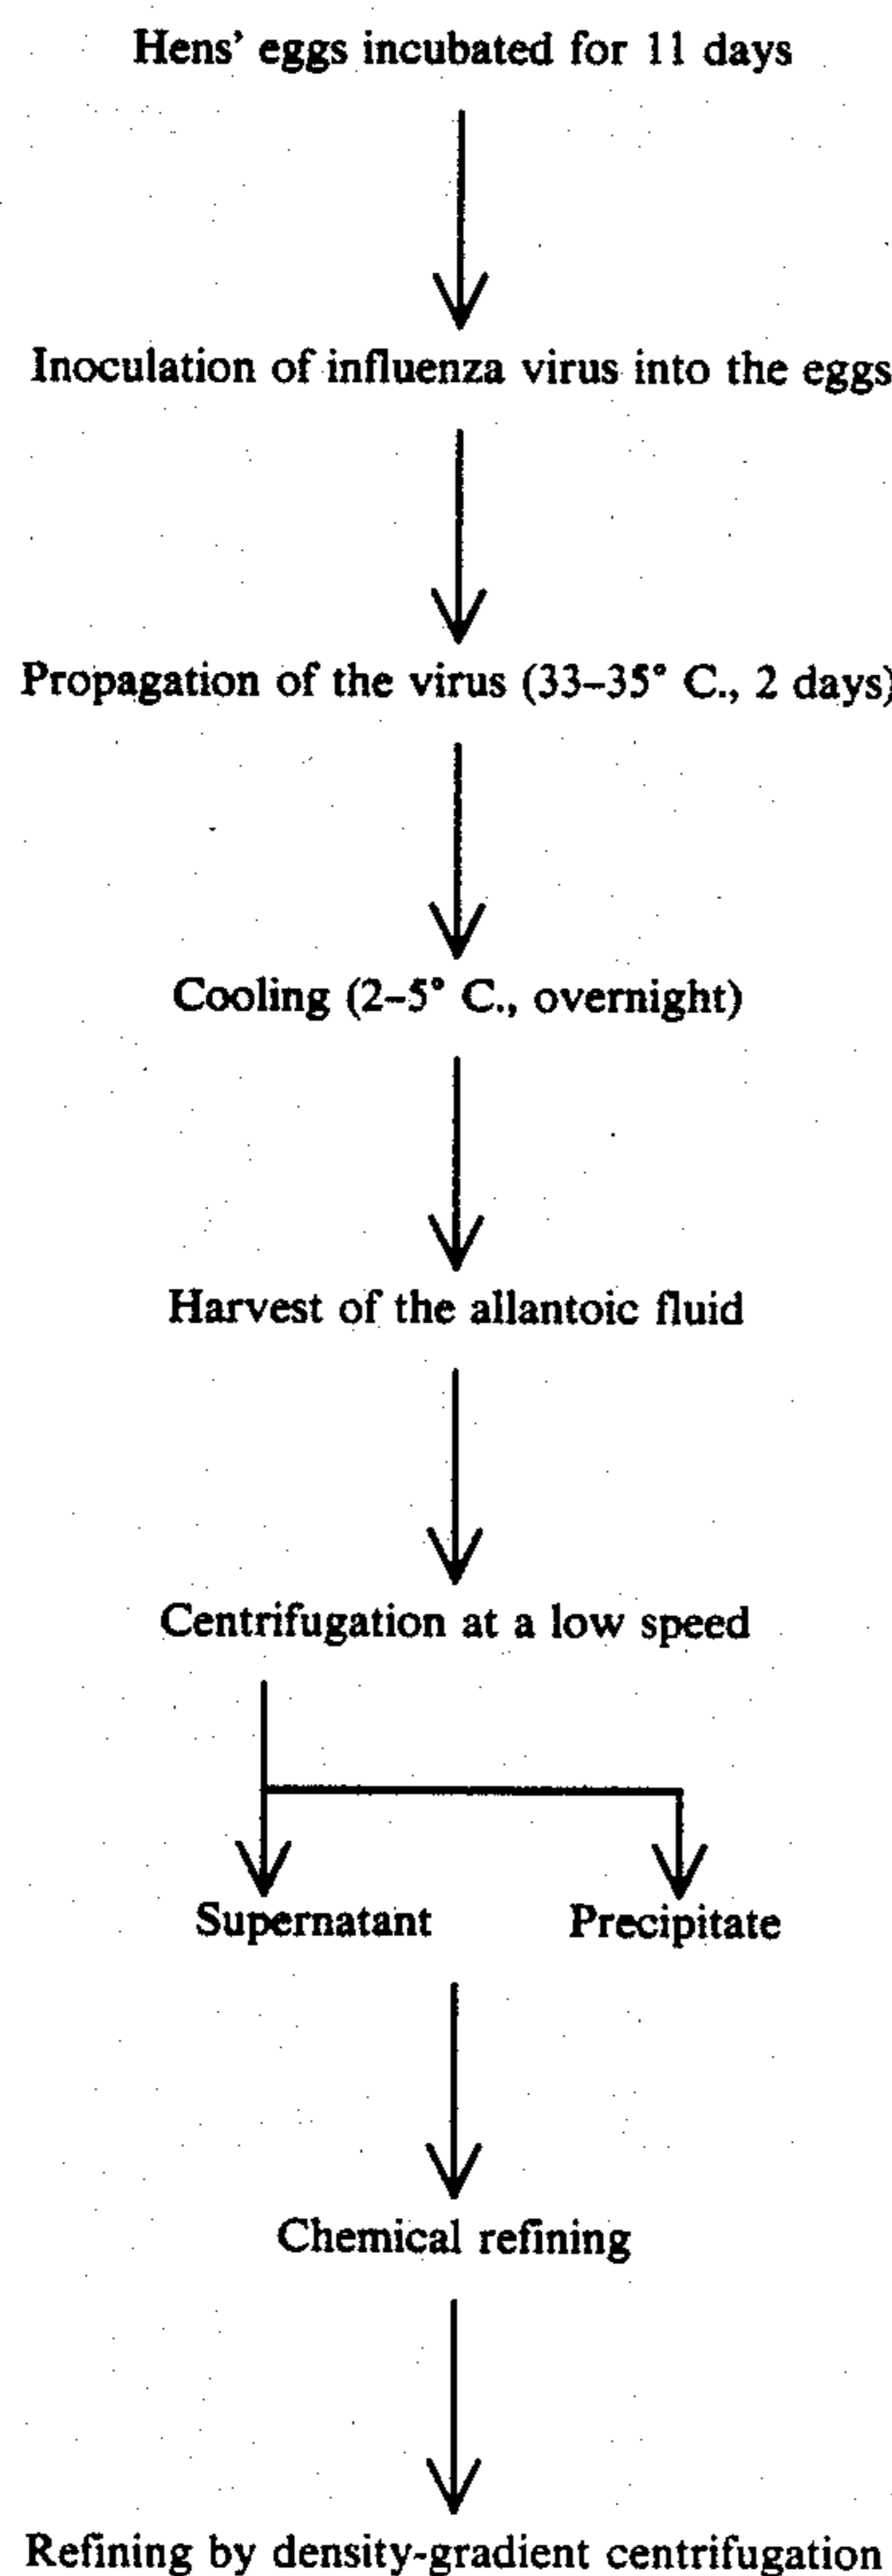 Hens' eggs incubated for 11 days
Inoculation of influenza virus into the eggs
Propagation of the virus (33–35° C., 2 days)
Cooling (2–5° C., overnight)
Harvest of the allantoic fluid
Centrifugation at a low speed
Supernatant Precipitate
Chemical refining
Refining by density-gradient centrifugation